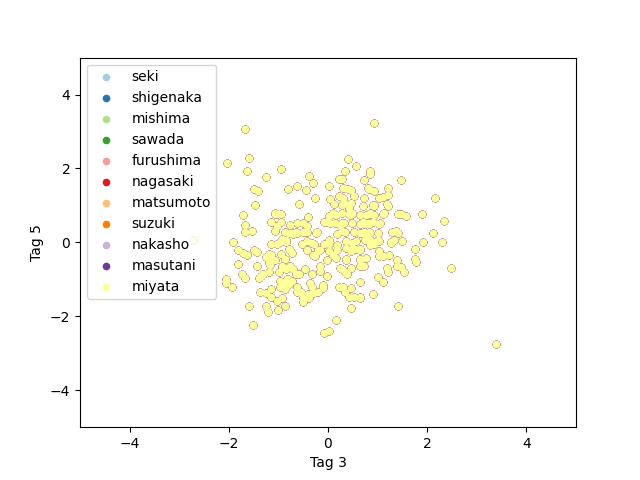 seki
shigenaka
mishima
sawada
furushima
nagasaki
matsumoto
suzuki
nakasho
masutani
miyata
4
2
0
−2
−4
Tag 5
−4
−2
0
2
4
Tag 3